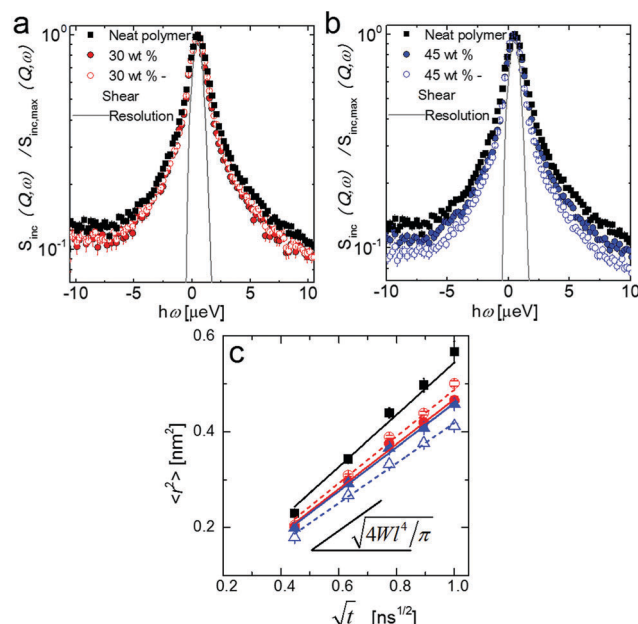 a
10⁰
10⁻¹
S_inc (Q,ω) / S_inc,max (Q,ω)
Neat polymer
30 wt %
30 wt % -
Shear
Resolution
-10 -5 0 5 10
hω [μeV]
b
10⁰
10⁻¹
S_inc (Q,ω) / S_inc,max (Q,ω)
Neat polymer
45 wt %
45 wt % -
Shear
Resolution
-10 -5 0 5 10
hω [μeV]
c
0.6
0.4
0.2
<r²> [nm²]
√(4Wl⁴/π)
0.2 0.4 0.6 0.8 1.0
√t [ns^1/2]